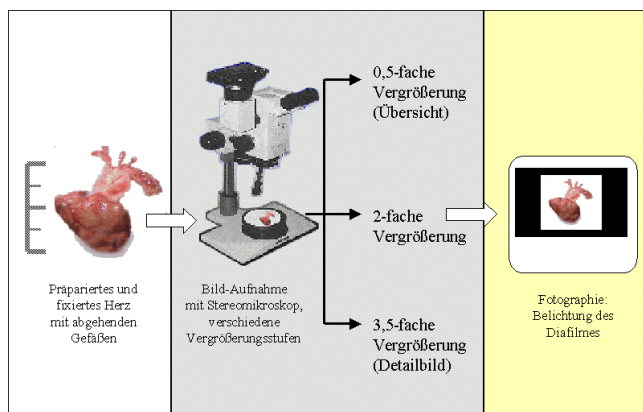 Präpariertes und
fixiertes Herz
mit abgehenden
Gefäßen
Bild-Aufnahme
mit Stereomikroskop,
verschiedene
Vergrößerungsstufen
0,5-fache
Vergrößerung
(Übersicht)
2-fache
Vergrößerung
3,5-fache
Vergrößerung
(Detailbild)
Fotographie:
Belichtung des
Diafilmes